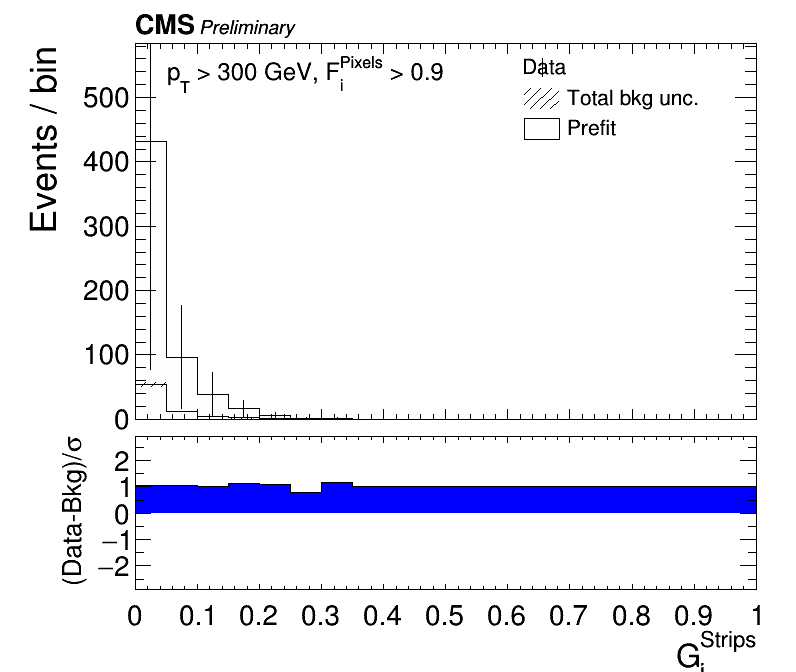 CMS Preliminary
p_T > 300 GeV, F_i^Pixels > 0.9
Data
Total bkg unc.
Prefit
Events / bin
500
400
300
200
100
0
(Data-Bkg)/σ
2
1
0
−1
−2
0 0.1 0.2 0.3 0.4 0.5 0.6 0.7 0.8 0.9 1
G_i^Strips